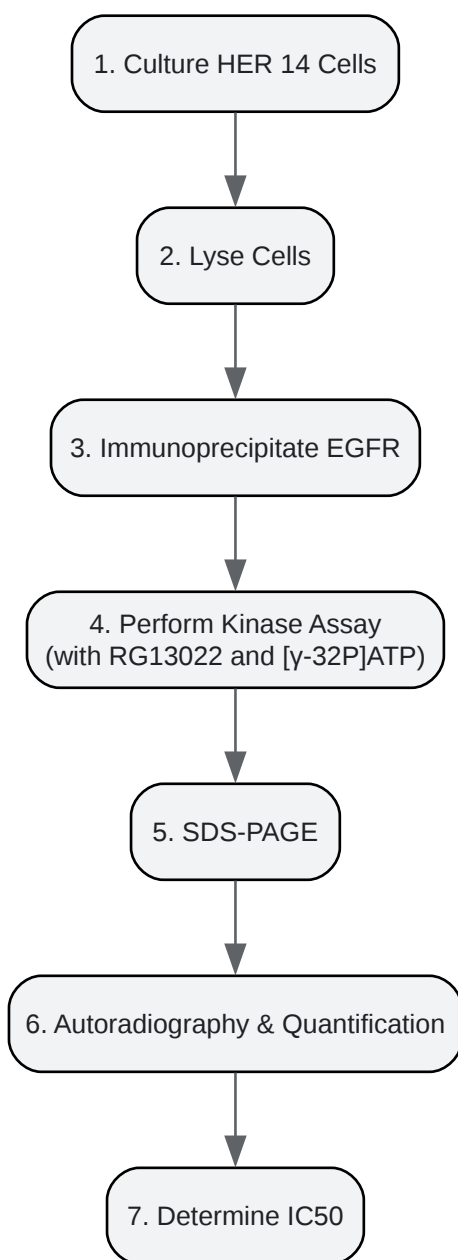 1. Culture HER 14 Cells
2. Lyse Cells
3. Immunoprecipitate EGFR
4. Perform Kinase Assay
(with RG13022 and [γ-32P]ATP)
5. SDS-PAGE
6. Autoradiography & Quantification
7. Determine IC50